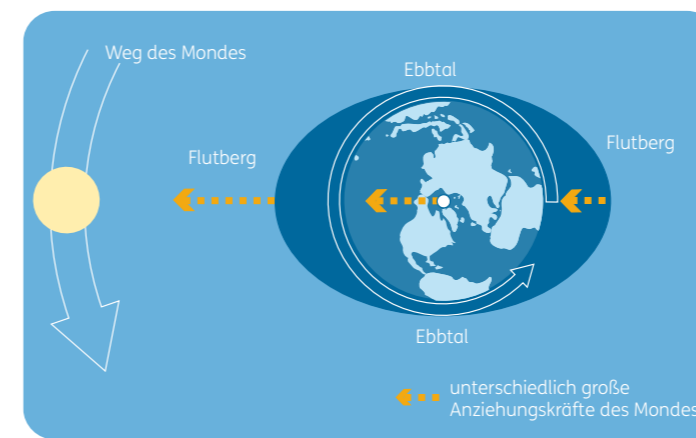 Weg des Mondes
Ebbtal
Flutberg
Flutberg
Ebbtal
unterschiedlich große
Anziehungskräfte des Mondes